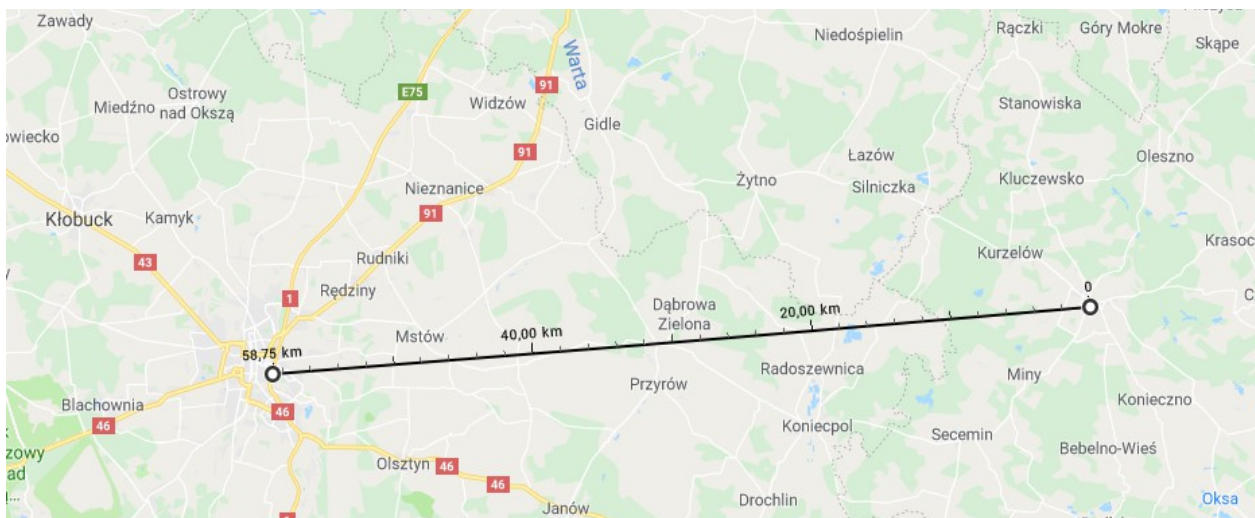 Zawady
Niedośpielin
Rączki
Góry Mokre
Skąpe
Warta
E75
91
Miedźno
Ostrowy
nad Okszą
Widzów
Stanowiska
owiecko
Gidle
91
Łazów
Oleszno
Żytno
Silniczka
Kluczewsko
Nieznanice
91
Kłobuck
Kamyk
Kurzelów
Krasoc
43
Rudniki
Rędziny
1
0
Dąbrowa
Zielona
20,00 km
Mstów
40,00 km
58,75 km
Radoszewnica
Miny
Przyrów
Konieczno
Blachownia
46
46
Koniecpol
Secemin
Bebelno-Wieś
zowy
ad
Olsztyn
46
46
Drochlin
Janów
Oksa